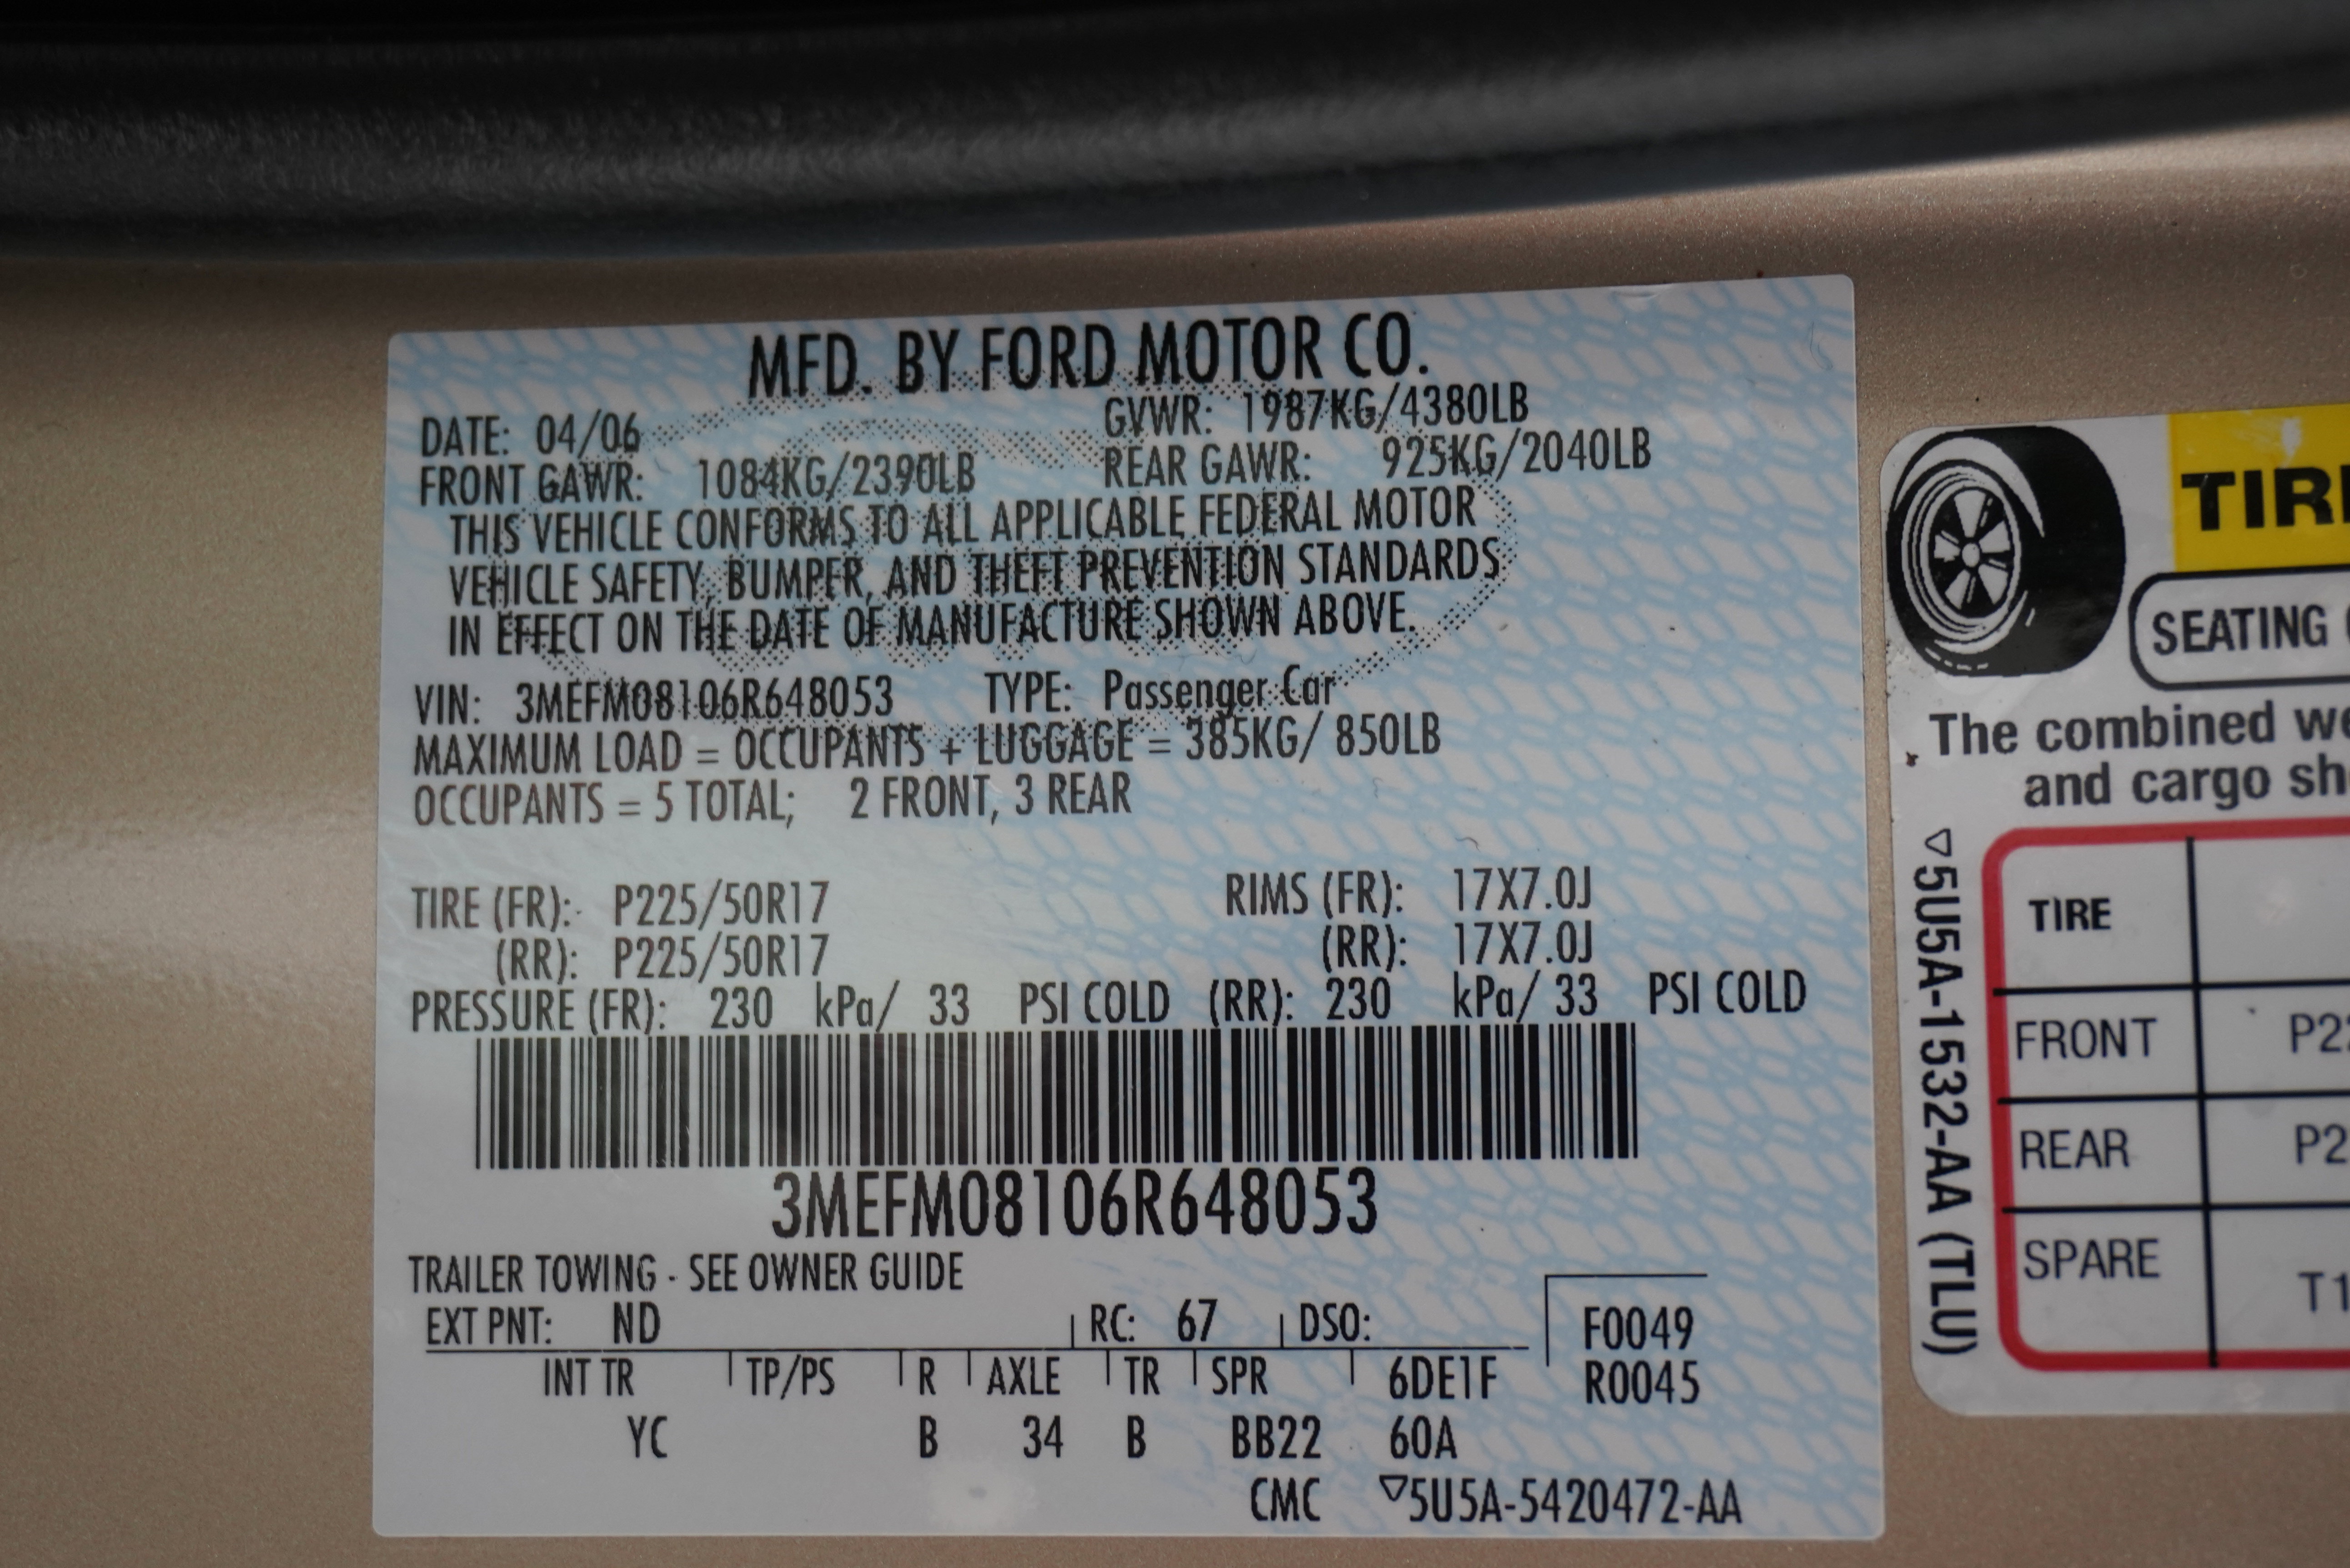 MFD. BY FORD MOTOR CO.
DATE: 04/06 GVWR: 1987KG/4380LB
FRONT GAWR: 1084KG/2390LB REAR GAWR: 925KG/2040LB
THIS VEHICLE CONFORMS TO ALL APPLICABLE FEDERAL MOTOR
VEHICLE SAFETY, BUMPER, AND THEFT PREVENTION STANDARDS
IN EFFECT ON THE DATE OF MANUFACTURE SHOWN ABOVE.
VIN: 3MEFM08106R648053 TYPE: Passenger Car
MAXIMUM LOAD = OCCUPANTS + LUGGAGE = 385KG/ 850LB
OCCUPANTS = 5 TOTAL; 2 FRONT, 3 REAR
TIRE (FR): P225/50R17 RIMS (FR): 17X7.0J
(RR): P225/50R17 (RR): 17X7.0J
PRESSURE (FR): 230 kPa/ 33 PSI COLD (RR): 230 kPa/ 33 PSI COLD
3MEFM08106R648053
TRAILER TOWING - SEE OWNER GUIDE
EXT PNT: ND RC: 67 DSO: F0049
INT TR TP/PS R AXLE TR SPR 6DE1F R0045
YC B 34 B BB22 60A
CMC ▽5U5A-5420472-AA
TIR
SEATING
The combined
and cargo sh
▽5U5A-1532-AA (TLU)
TIRE
FRONT P22
REAR P2
SPARE T1